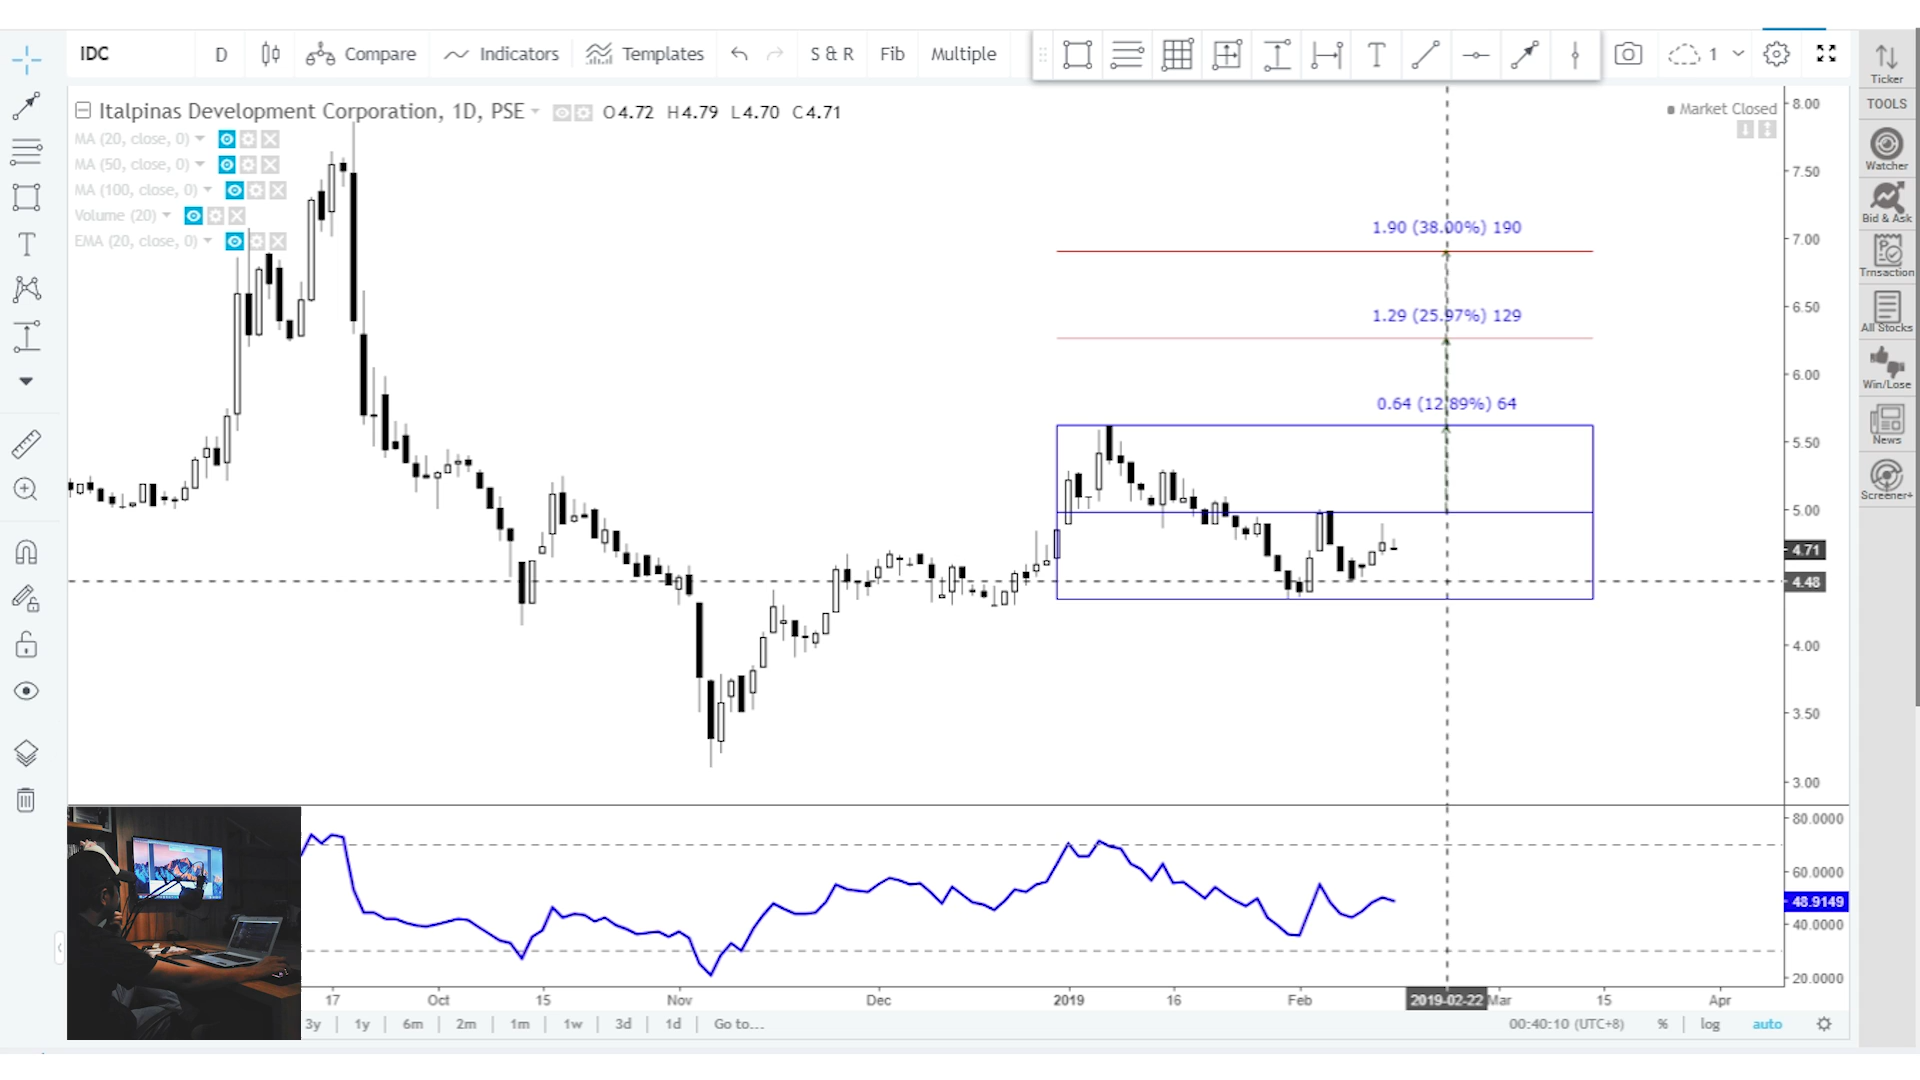 IDC D Compare Indicators Templates S & R Fib Multiple T 1
Ticker
TOOLS
Italpinas Development Corporation, 1D, PSE O4.72 H4.79 L4.70 C4.71
Market Closed
MA (20, close, 0)
MA (50, close, 0)
MA (100, close, 0)
Volume (20)
EMA (20, close, 0)
1.90 (38.00%) 190
1.29 (25.97%) 129
0.64 (12.89%) 64
8.00
7.50
7.00
6.50
6.00
5.50
5.00
4.71
4.48
4.00
3.50
3.00
80.0000
60.0000
48.9149
40.0000
20.0000
Watcher
Bid & Ask
Trnsaction
All Stocks
Win/Lose
News
Screener+
17 Oct 15 Nov Dec 2019 16 Feb 2019-02-22 Mar 15 Apr
3y 1y 6m 2m 1m 1w 3d 1d Go to... 00:40:10 (UTC+8) % log auto